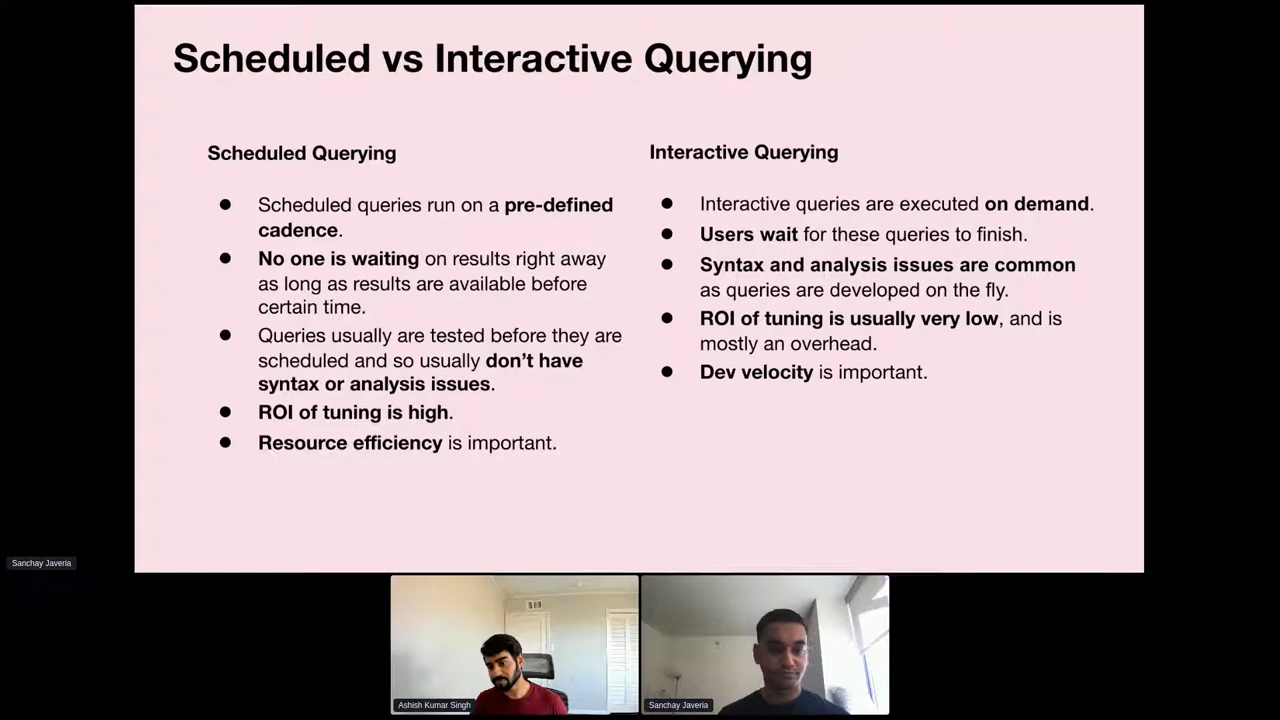 Scheduled vs Interactive Querying
Scheduled Querying
● Scheduled queries run on a pre-defined
cadence.
● No one is waiting on results right away
as long as results are available before
certain time.
● Queries usually are tested before they are
scheduled and so usually don’t have
syntax or analysis issues.
● ROI of tuning is high.
● Resource efficiency is important.
Interactive Querying
● Interactive queries are executed on demand.
● Users wait for these queries to finish.
● Syntax and analysis issues are common
as queries are developed on the fly.
● ROI of tuning is usually very low, and is
mostly an overhead.
● Dev velocity is important.
Sanchay Javeria
Ashish Kumar Singh
Sanchay Javeria